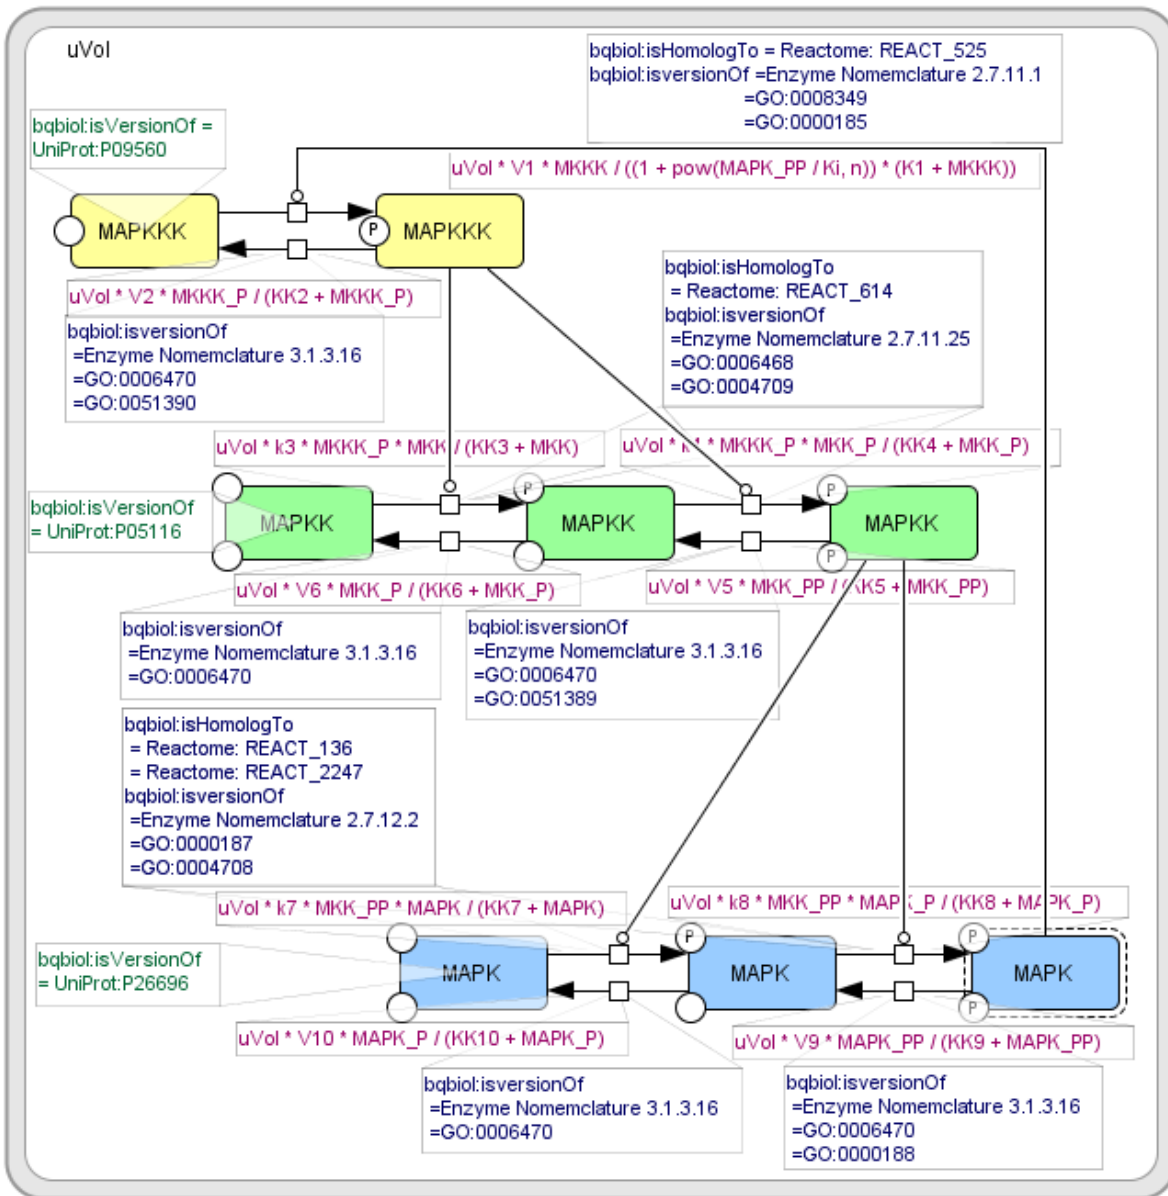 uVol
bqbiol:isHomologTo = Reactome: REACT_525
bqbiol:isversionOf =Enzyme Nomemclature 2.7.11.1
=GO:0008349
=GO:0000185
bqbiol:isVersionOf =
UniProt:P09560
uVol * V1 * MKKK / ((1 + pow(MAPK_PP / Ki, n)) * (K1 + MKKK))
MAPKKK
P
MAPKKK
uVol * V2 * MKKK_P / (KK2 + MKKK_P)
bqbiol:isversionOf
=Enzyme Nomemclature 3.1.3.16
=GO:0006470
=GO:0051390
bqbiol:isHomologTo
= Reactome: REACT_614
bqbiol:isversionOf
=Enzyme Nomemclature 2.7.11.25
=GO:0006468
=GO:0004709
uVol * k3 * MKKK_P * MKK / (KK3 + MKK)
uVol * k4 * MKKK_P * MKK_P / (KK4 + MKK_P)
bqbiol:isVersionOf
= UniProt:P05116
MAPKK
P
MAPKK
P
MAPKK
P
uVol * V6 * MKK_P / (KK6 + MKK_P)
uVol * V5 * MKK_PP / (KK5 + MKK_PP)
bqbiol:isversionOf
=Enzyme Nomemclature 3.1.3.16
=GO:0006470
bqbiol:isversionOf
=Enzyme Nomemclature 3.1.3.16
=GO:0006470
=GO:0051389
bqbiol:isHomologTo
= Reactome: REACT_136
= Reactome: REACT_2247
bqbiol:isversionOf
=Enzyme Nomemclature 2.7.12.2
=GO:0000187
=GO:0004708
uVol * k7 * MKK_PP * MAPK / (KK7 + MAPK)
uVol * k8 * MKK_PP * MAPK_P / (KK8 + MAPK_P)
bqbiol:isVersionOf
= UniProt:P26696
MAPK
P
MAPK
P
MAPK
P
uVol * V10 * MAPK_P / (KK10 + MAPK_P)
uVol * V9 * MAPK_PP / (KK9 + MAPK_PP)
bqbiol:isversionOf
=Enzyme Nomemclature 3.1.3.16
=GO:0006470
bqbiol:isversionOf
=Enzyme Nomemclature 3.1.3.16
=GO:0006470
=GO:0000188